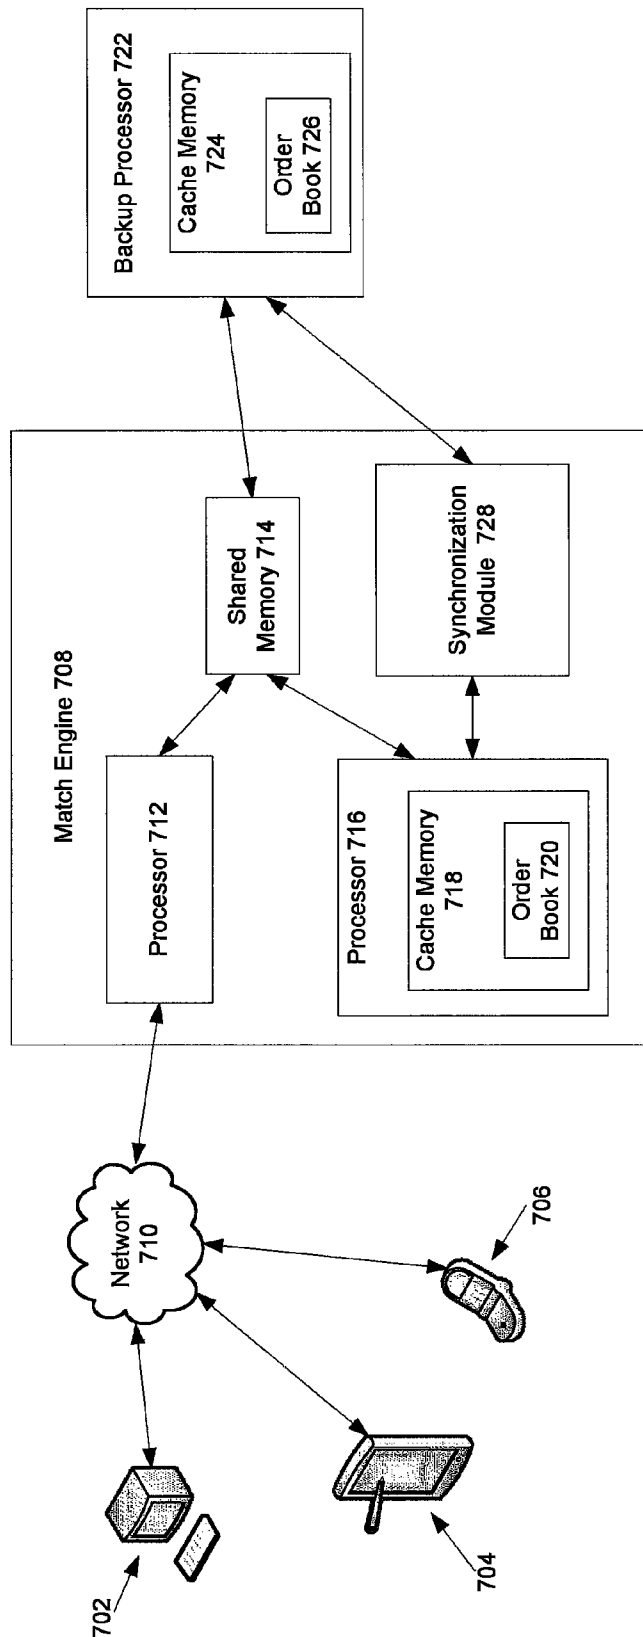 702
704
706
Network
710
Match Engine 708
Processor 712
Shared
Memory 714
Processor 716
Cache Memory
718
Order
Book 720
Synchronization
Module 728
Backup Processor 722
Cache Memory
724
Order
Book 726